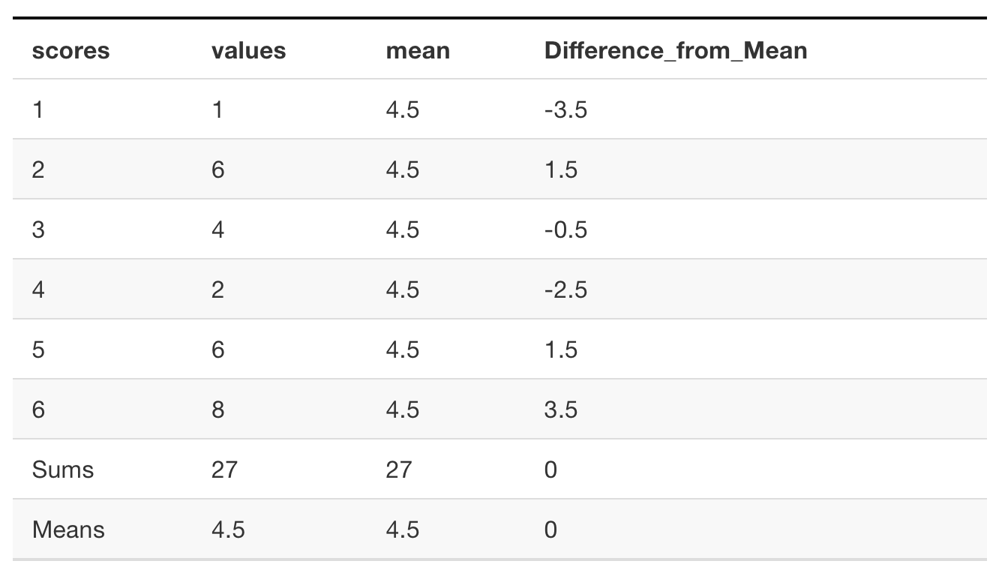 scores values mean Difference_from_Mean
1 1 4.5 -3.5
2 6 4.5 1.5
3 4 4.5 -0.5
4 2 4.5 -2.5
5 6 4.5 1.5
6 8 4.5 3.5
Sums 27 27 0
Means 4.5 4.5 0